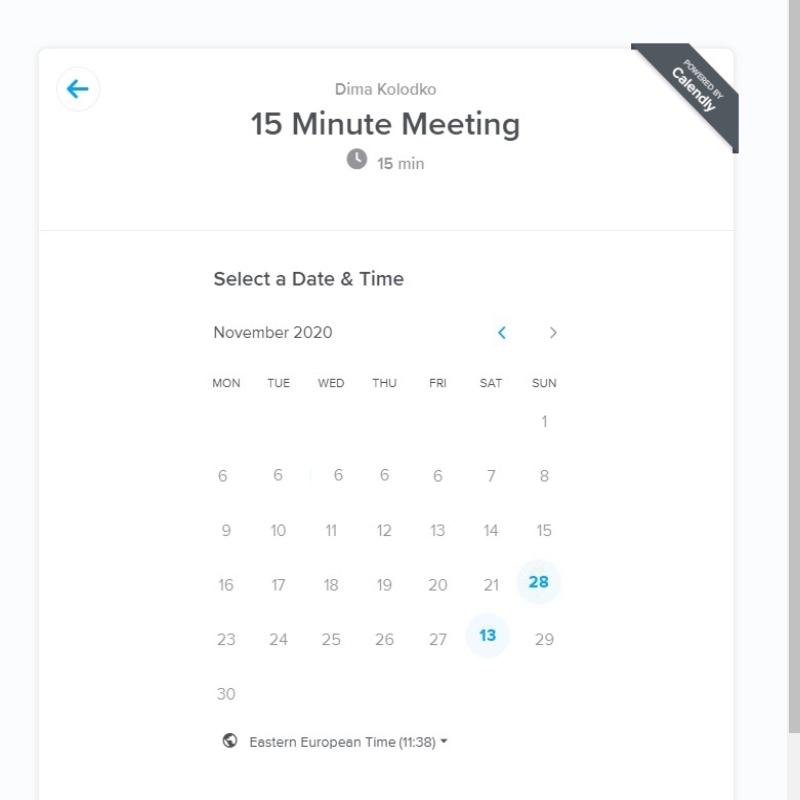 POWERED BY
Calendly
Dima Kolodko
15 Minute Meeting
15 min
Select a Date & Time
November 2020
MON TUE WED THU FRI SAT SUN
1
6 6 6 6 6 7 8
9 10 11 12 13 14 15
16 17 18 19 20 21 28
23 24 25 26 27 13 29
30
Eastern European Time (11:38)